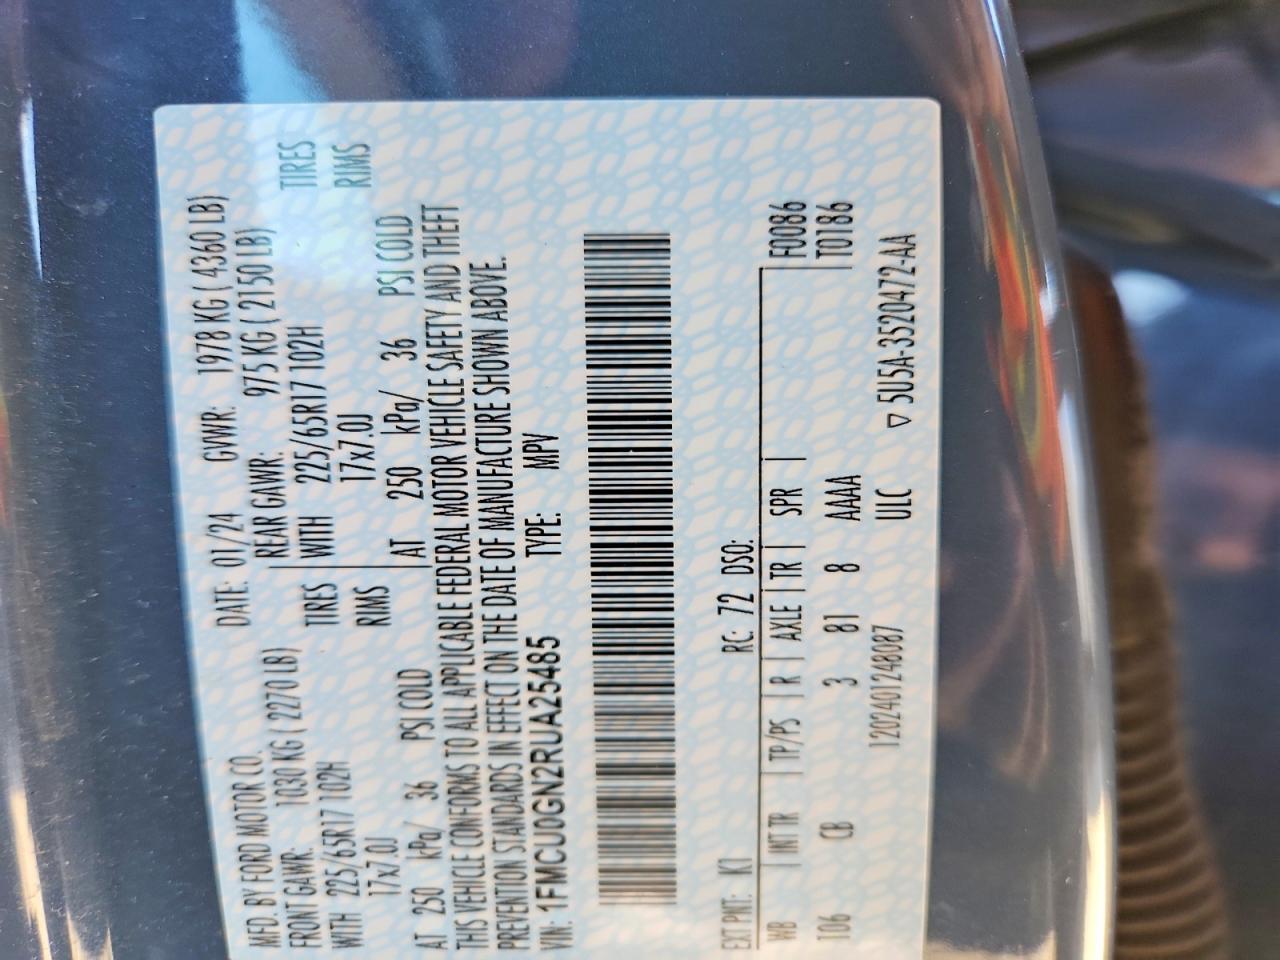 MFD. BY FORD MOTOR CO. DATE: 01/24 GVWR: 1978 KG ( 4360 LB)
FRONT GAWR: 1030 KG ( 2270 LB) REAR GAWR: 975 KG ( 2150 LB)
WITH 225/65R17 102H TIRES WITH 225/65R17 102H TIRES
17x7.0J RIMS 17x7.0J RIMS
AT 250 kPa/ 36 PSI COLD AT 250 kPa/ 36 PSI COLD
THIS VEHICLE CONFORMS TO ALL APPLICABLE FEDERAL MOTOR VEHICLE SAFETY AND THEFT
PREVENTION STANDARDS IN EFFECT ON THE DATE OF MANUFACTURE SHOWN ABOVE.
VIN: 1FMCU0GN2RUA25485 TYPE: MPV
EXT PNT: K1 RC: 72 DSO: F0086
WB INT TR TP/PS R AXLE TR SPR T0186
106 CB 3 81 8 AAAA
120240124808​7 ULC ▽ 5U5A-3520472-AA